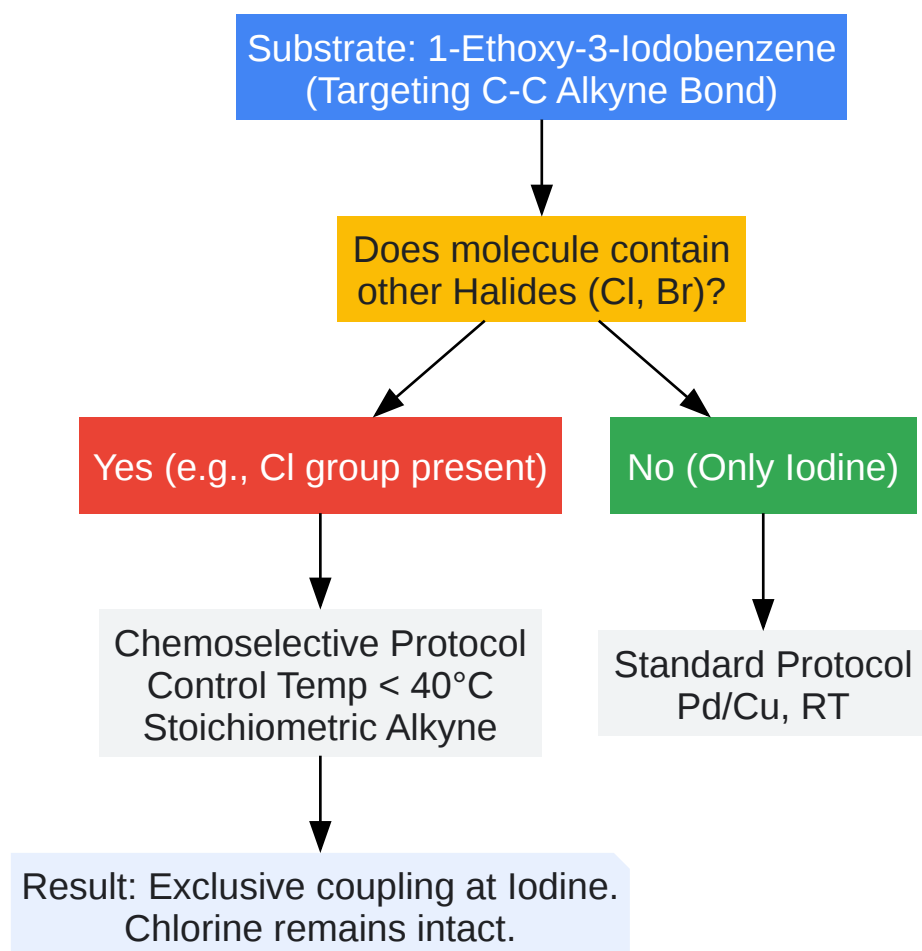 Substrate: 1-Ethoxy-3-Iodobenzene
(Targeting C-C Alkyne Bond)
Does molecule contain
other Halides (Cl, Br)?
Yes (e.g., Cl group present)
No (Only Iodine)
Chemoselective Protocol
Control Temp < 40°C
Stoichiometric Alkyne
Standard Protocol
Pd/Cu, RT
Result: Exclusive coupling at Iodine.
Chlorine remains intact.